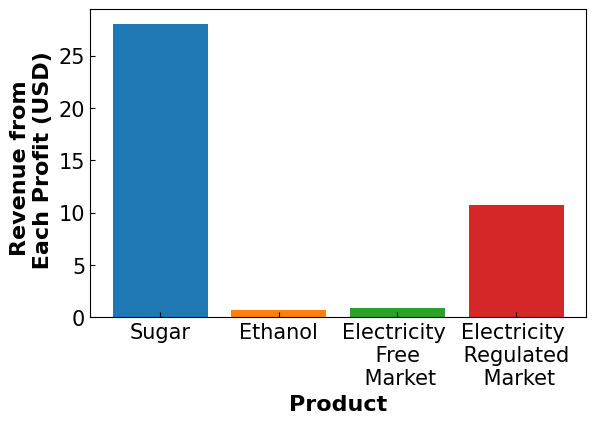 Revenue from
Each Profit (USD)
25
20
15
10
5
0
Sugar
Ethanol
Electricity
Free
Market
Electricity
Regulated
Market
Product